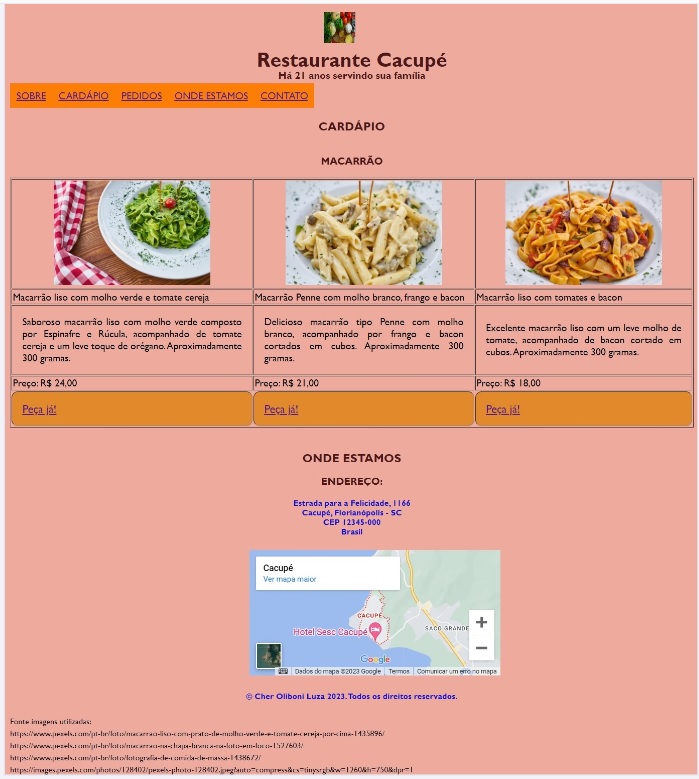 Restaurante Cacupé
Há 21 anos servindo sua família
SOBRE CARDÁPIO PEDIDOS ONDE ESTAMOS CONTATO
CARDÁPIO
MACARRÃO
Macarrão liso com molho verde e tomate cereja
Macarrão Penne com molho branco, frango e bacon
Macarrão liso com tomates e bacon
Saboroso macarrão liso com molho verde composto
por Espinafre e Rúcula, acompanhado de tomate
cereja e um leve toque de orégano. Aproximadamente
300 gramas.
Delicioso macarrão tipo Penne com molho
branco, acompanhado por frango e bacon
cortados em cubos. Aproximadamente 300
gramas.
Excelente macarrão liso com um leve molho de
tomate, acompanhado de bacon cortado em
cubos. Aproximadamente 300 gramas.
Preço: R$ 24,00
Preço: R$ 21,00
Preço: R$ 18,00
Peça já!
Peça já!
Peça já!
ONDE ESTAMOS
ENDEREÇO:
Estrada para a Felicidade, 1166
Cacupé, Florianópolis - SC
CEP 12345-000
Brasil
Cacupé
Ver mapa maior
CACUPÉ
Hotel Sesc Cacupé
SACO GRANDE
Google
Dados do mapa ©2023 Google Termos Comunicar um erro no mapa
© Cher Oliboni Luza 2023. Todos os direitos reservados.
Fonte imagens utilizadas:
https://www.pexels.com/pt-br/foto/macarrao-liso-com-prato-de-molho-verde-e-tomate-cereja-por-cima-1435896/
https://www.pexels.com/pt-br/foto/macarrao-na-chapa-branca-na-foto-em-foco-1527603/
https://www.pexels.com/pt-br/foto/fotografia-de-comida-de-massa-1438672/
https://images.pexels.com/photos/128402/pexels-photo-128402.jpeg?auto=compress&cs=tinysrgb&w=1260&h=750&dpr=1